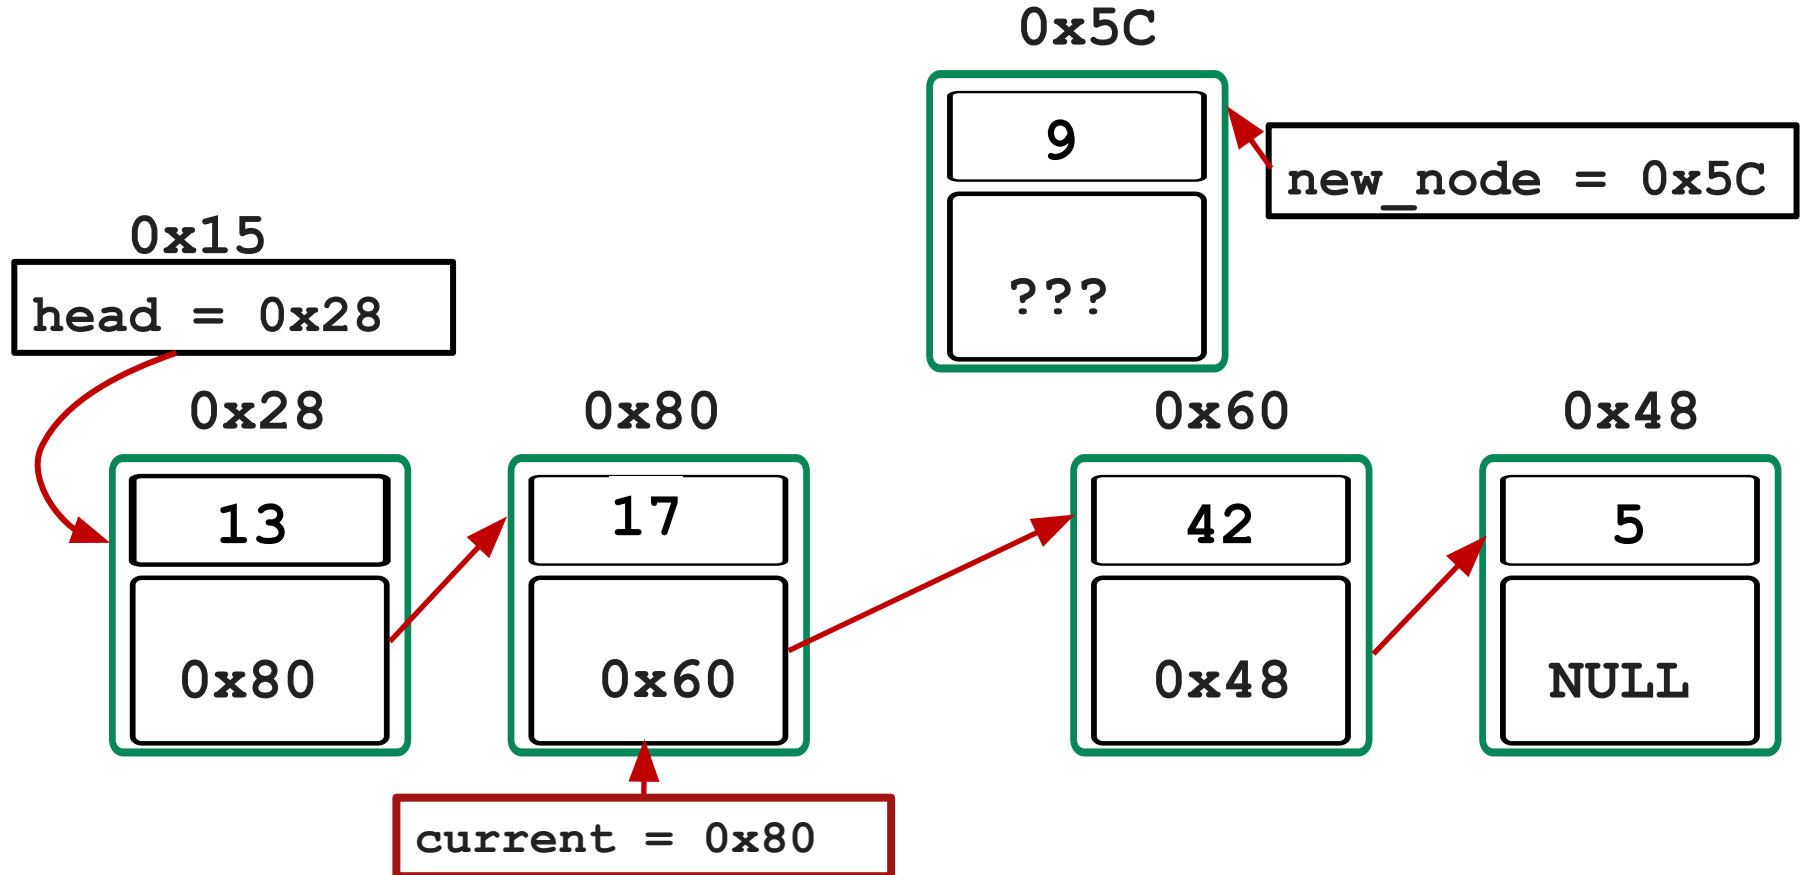 0x5C
9
new_node = 0x5C
???
0x15
head = 0x28
0x28
0x80
0x60
0x48
13
17
42
5
0x80
0x60
0x48
NULL
current = 0x80